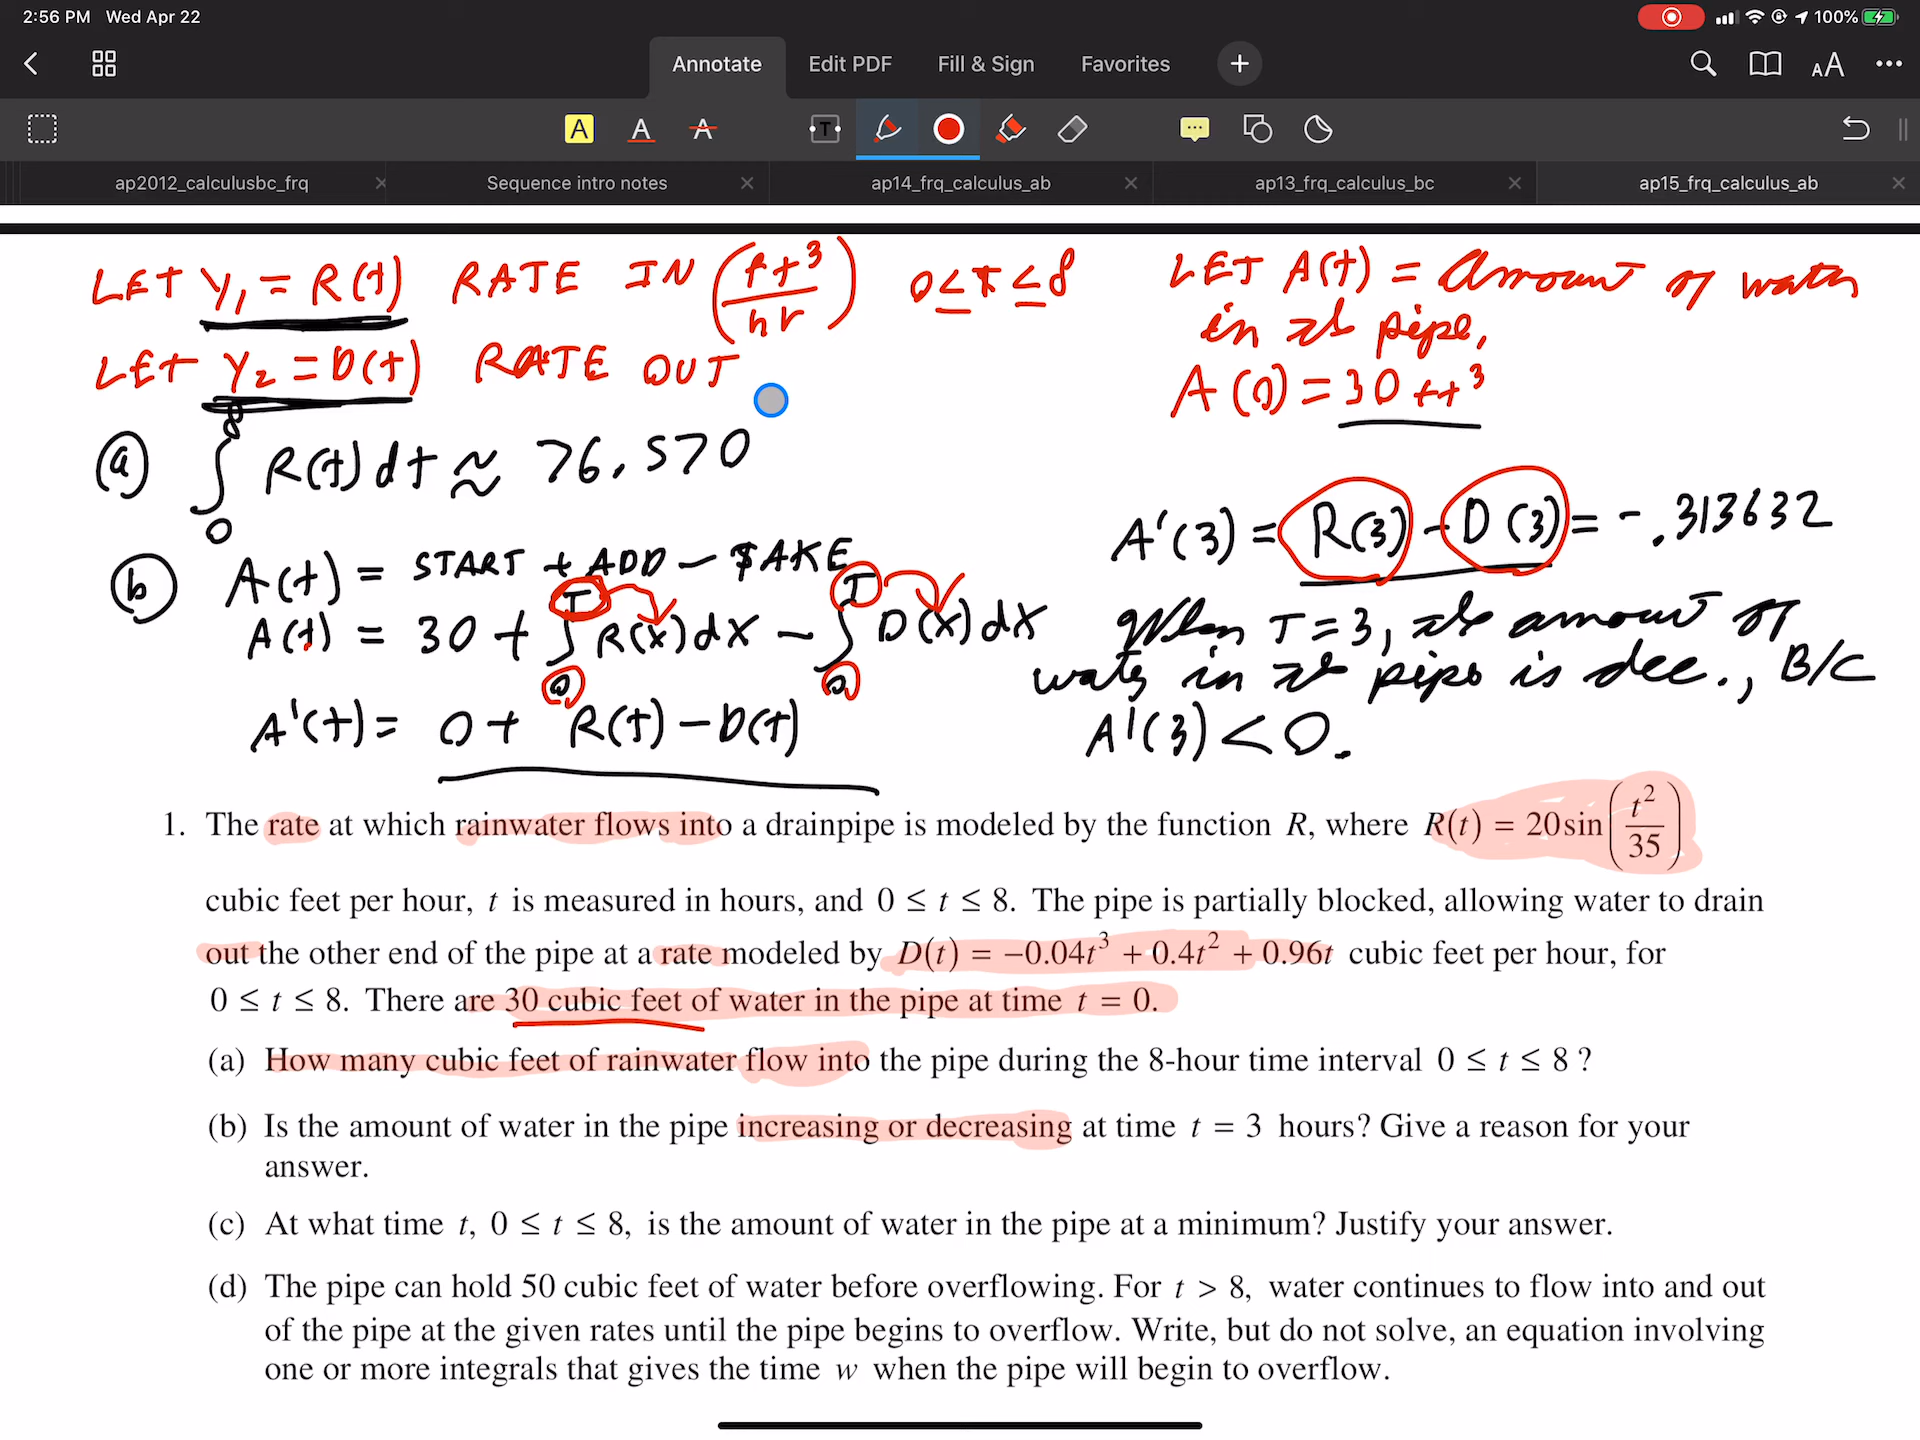 2:56 PM Wed Apr 22
100%
Annotate Edit PDF Fill & Sign Favorites +
ap2012_calculusbc_frq × Sequence intro notes × ap14_frq_calculus_ab × ap13_frq_calculus_bc × ap15_frq_calculus_ab ×
LET Y₁ = R(t) RATE IN (ft³/hr) 0≤t≤8
LET Y₂ = D(t) RATE OUT
LET A(t) = Amount of water
in the pipe,
A(0) = 30 ft³
(a) ∫₀⁸ R(t)dt ≈ 76.570
(b) A(t) = START + ADD − TAKE
A(t) = 30 + ∫₀ᵗ R(x)dx − ∫₀ᵗ D(x)dx
A'(t) = 0 + R(t) − D(t)
A'(3) = R(3) − D(3) = −.313632
When T = 3, the amount of
water in the pipe is dec., B/C
A'(3) < 0.
1. The rate at which rainwater flows into a drainpipe is modeled by the function R, where R(t) = 20sin(t²/35)
cubic feet per hour, t is measured in hours, and 0 ≤ t ≤ 8. The pipe is partially blocked, allowing water to drain
out the other end of the pipe at a rate modeled by D(t) = −0.04t³ + 0.4t² + 0.96t cubic feet per hour, for
0 ≤ t ≤ 8. There are 30 cubic feet of water in the pipe at time t = 0.
(a) How many cubic feet of rainwater flow into the pipe during the 8-hour time interval 0 ≤ t ≤ 8 ?
(b) Is the amount of water in the pipe increasing or decreasing at time t = 3 hours? Give a reason for your
answer.
(c) At what time t, 0 ≤ t ≤ 8, is the amount of water in the pipe at a minimum? Justify your answer.
(d) The pipe can hold 50 cubic feet of water before overflowing. For t > 8, water continues to flow into and out
of the pipe at the given rates until the pipe begins to overflow. Write, but do not solve, an equation involving
one or more integrals that gives the time w when the pipe will begin to overflow.